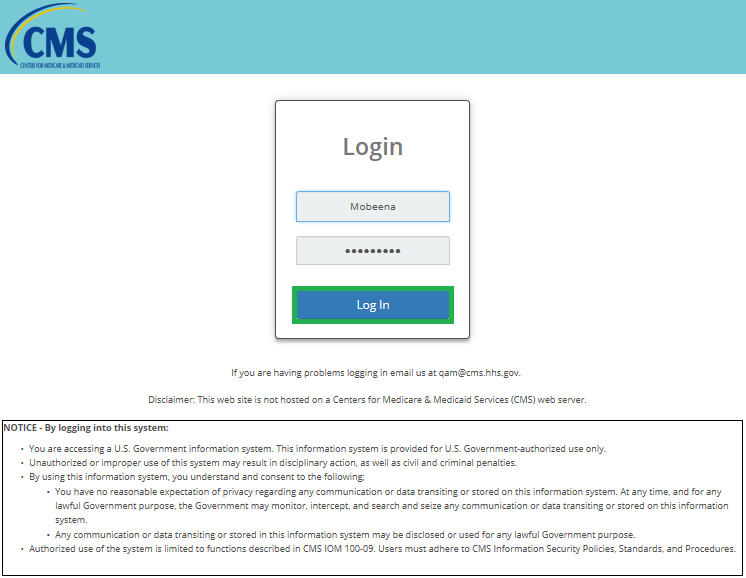 CMS
CENTERS FOR MEDICARE & MEDICAID SERVICES
Login
Mobeena
Log In
If you are having problems logging in email us at qam@cms.hhs.gov.
Disclaimer: This web site is not hosted on a Centers for Medicare & Medicaid Services (CMS) web server.
NOTICE - By logging into this system:
• You are accessing a U.S. Government information system. This information system is provided for U.S. Government-authorized use only.
• Unauthorized or improper use of this system may result in disciplinary action, as well as civil and criminal penalties.
• By using this information system, you understand and consent to the following;
• You have no reasonable expectation of privacy regarding any communication or data transiting or stored on this information system. At any time, and for any
lawful Government purpose, the Government may monitor, intercept, and search and seize any communication or data transiting or stored on this information
system.
• Any communication or data transiting or stored in this information system may be disclosed or used for any lawful Government purpose.
• Authorized use of the system is limited to functions described in CMS IOM 100-09. Users must adhere to CMS Information Security Policies, Standards, and Procedures.